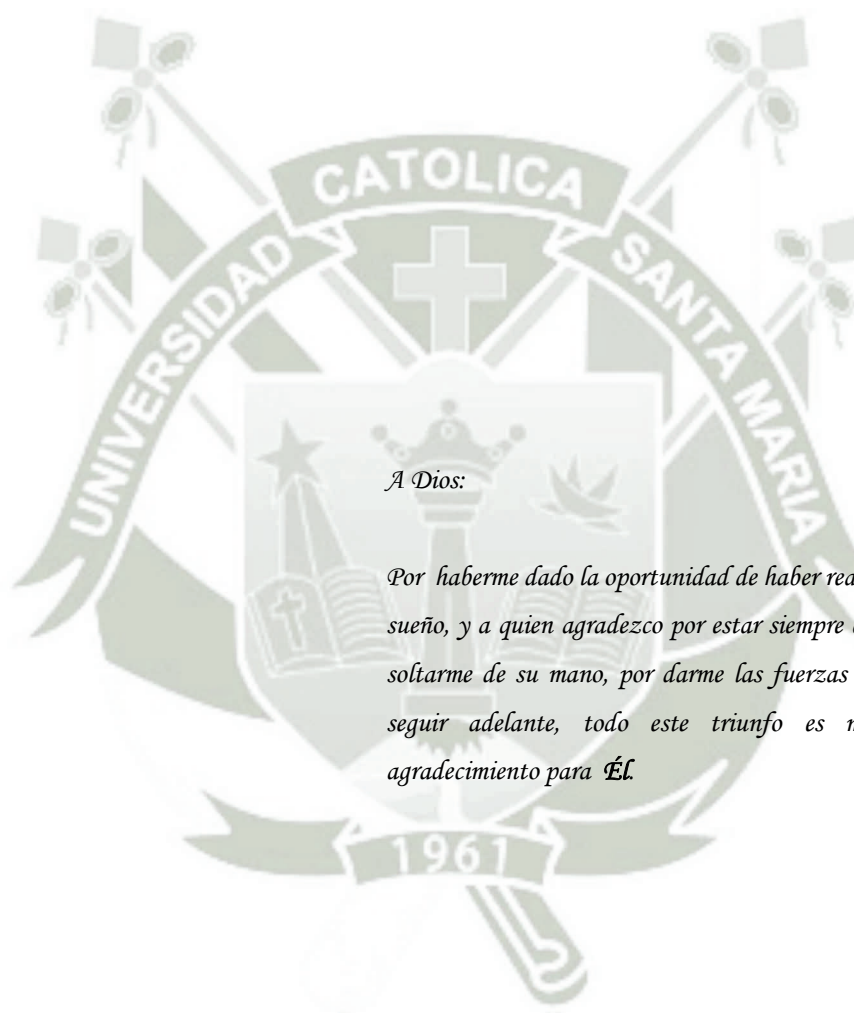 UNIVERSIDAD CATOLICA SANTA MARIA
A Dios:
Por haberme dado la oportunidad de haber
sueño, y a quien agradezco por estar siempre
soltarme de su mano, por darme las fuerzas
seguir adelante, todo este triunfo es
agradecimiento para Él.
1961